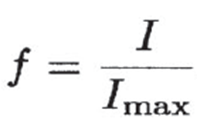 f = I / I_max